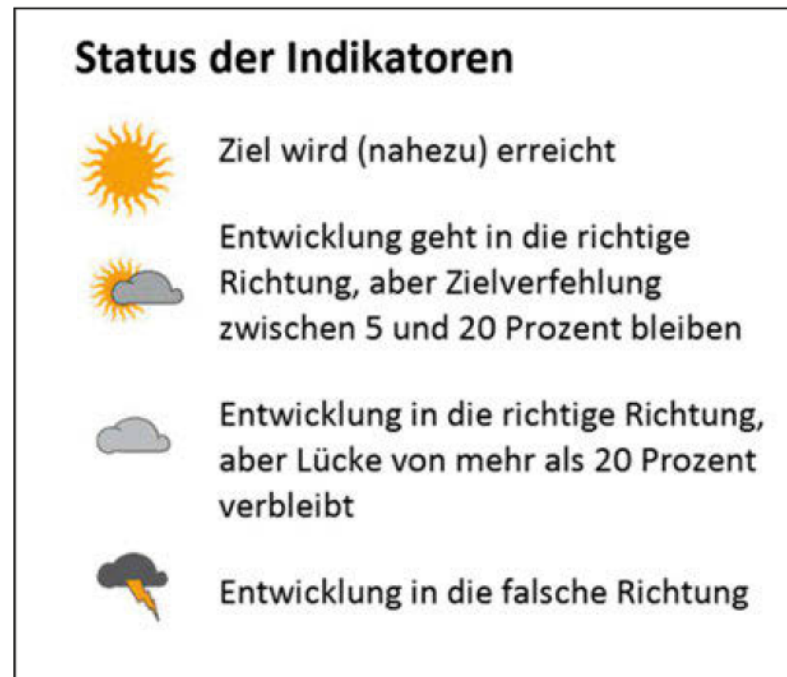 Status der Indikatoren
Ziel wird (nahezu) erreicht
Entwicklung geht in die richtige
Richtung, aber Zielverfehlung
zwischen 5 und 20 Prozent bleiben
Entwicklung in die richtige Richtung,
aber Lücke von mehr als 20 Prozent
verbleibt
Entwicklung in die falsche Richtung